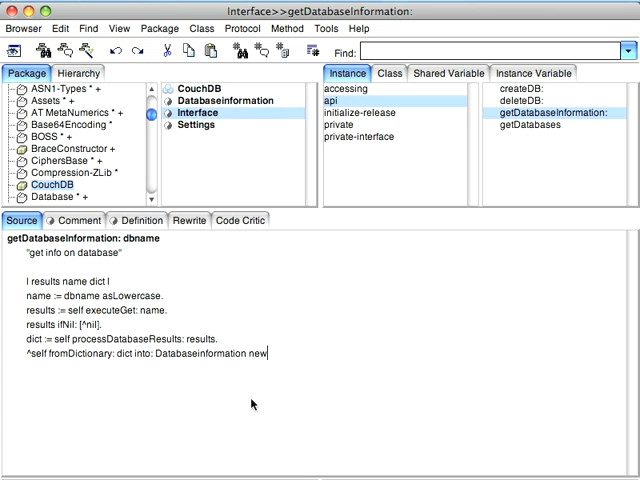 Interface>>getDatabaseInformation:
Browser Edit Find View Package Class Protocol Method Tools Help
Find:
Package Hierarchy
Instance Class Shared Variable Instance Variable
ASN1-Types * +
Assets * +
AT MetaNumerics * +
Base64Encoding *
BOSS * +
BraceConstructor +
CiphersBase * +
Compression-ZLib *
CouchDB
Database * +
CouchDB
Databaseinformation
Interface
Settings
accessing
api
initialize-release
private
private-interface
createDB:
deleteDB:
getDatabaseInformation:
getDatabases
Source Comment Definition Rewrite Code Critic
getDatabaseInformation: dbname
"get info on database"
| results name dict |
name := dbname asLowercase.
results := self executeGet: name.
results ifNil: [^nil].
dict := self processDatabaseResults: results.
^self fromDictionary: dict into: Databaseinformation new